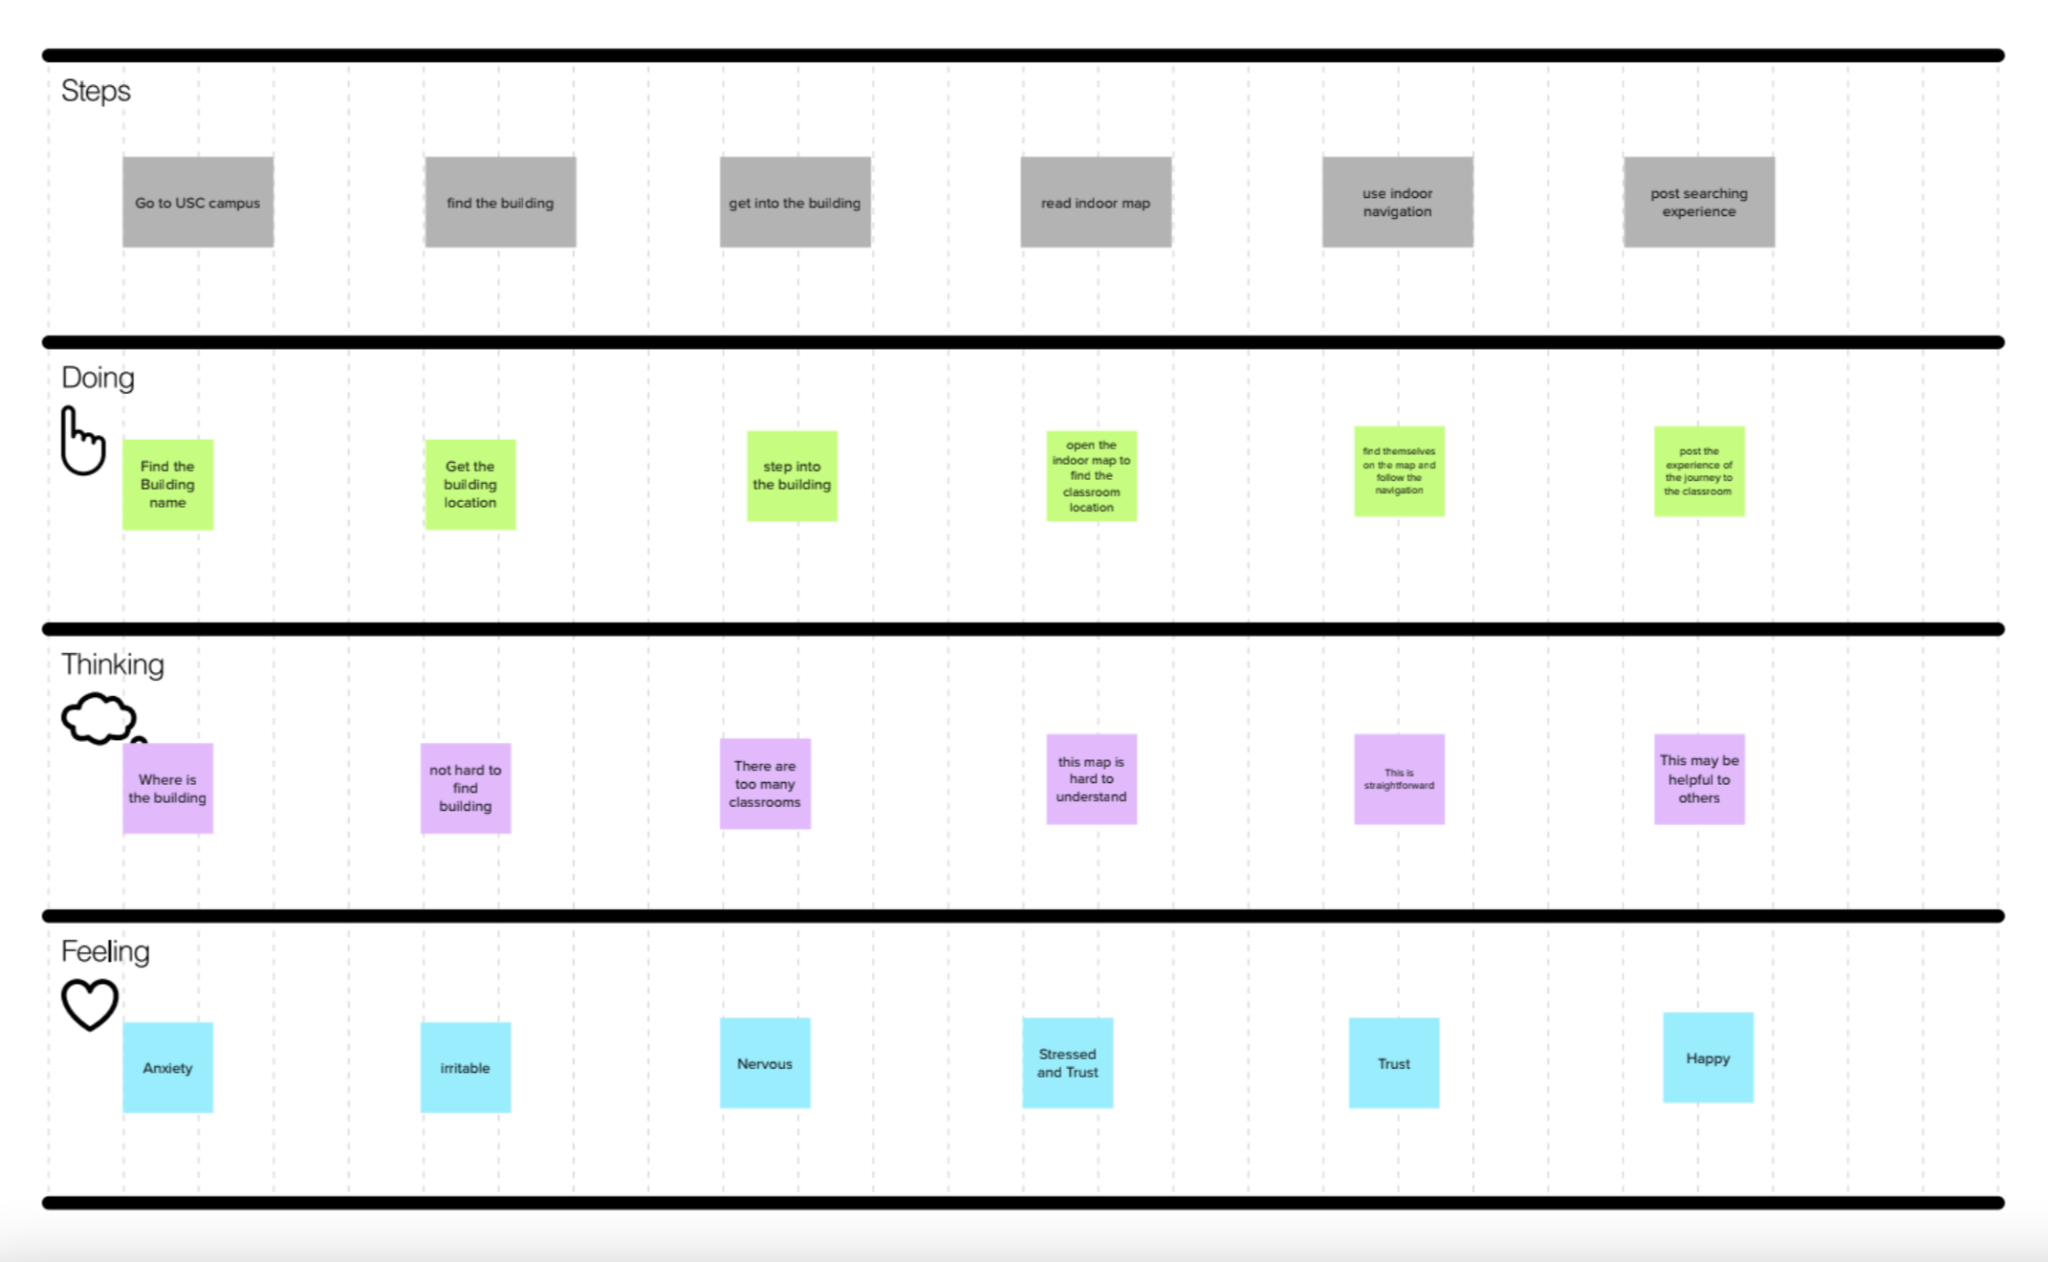 Steps
Go to USC campus
find the building
get into the building
read indoor map
use indoor
navigation
post searching
experience
Doing
Find the
Building
name
Get the
building
location
step into
the building
open the
indoor map to
find the
classroom
location
find themselves
on the map and
follow the
navigation
post the
experience of
the journey to
the classroom
Thinking
Where is
the building
not hard to
find
building
There are
too many
classrooms
this map is
hard to
understand
This is
straightforward
This may be
helpful to
others
Feeling
Anxiety
irritable
Nervous
Stressed
and Trust
Trust
Happy